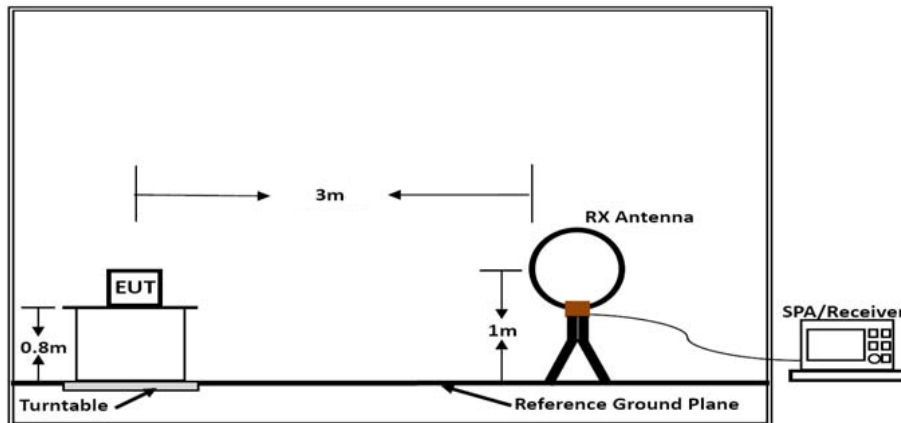 3m
RX Antenna
EUT
SPA/Receiver
1m
0.8m
Turntable
Reference Ground Plane